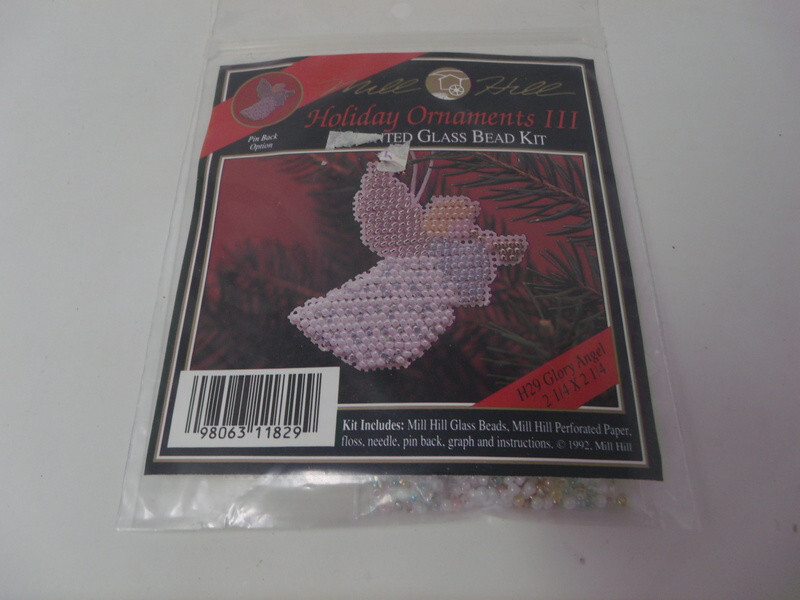 Mill Hill
Holiday Ornaments III
NTED GLASS BEAD KIT
Pin Back
Option
H29 Glory Angel
2 1/4 X 2 1/4
98063 11829
Kit Includes: Mill Hill Glass Beads, Mill Hill Perforated Paper,
floss, needle, pin back, graph and instructions. © 1992, Mill Hill